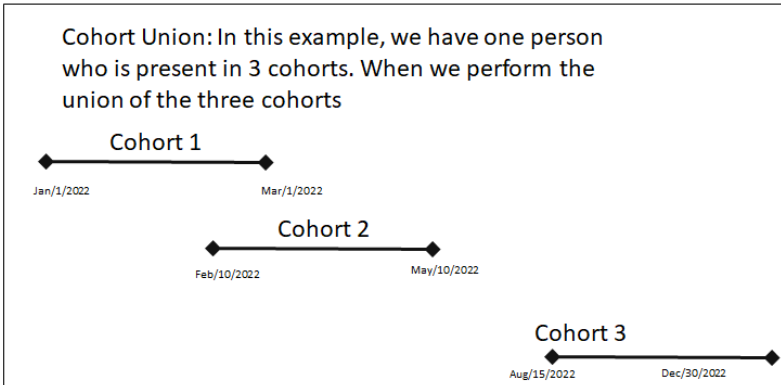 Cohort Union: In this example, we have one person
who is present in 3 cohorts. When we perform the
union of the three cohorts
Cohort 1
Jan/1/2022
Mar/1/2022
Cohort 2
Feb/10/2022
May/10/2022
Cohort 3
Aug/15/2022
Dec/30/2022